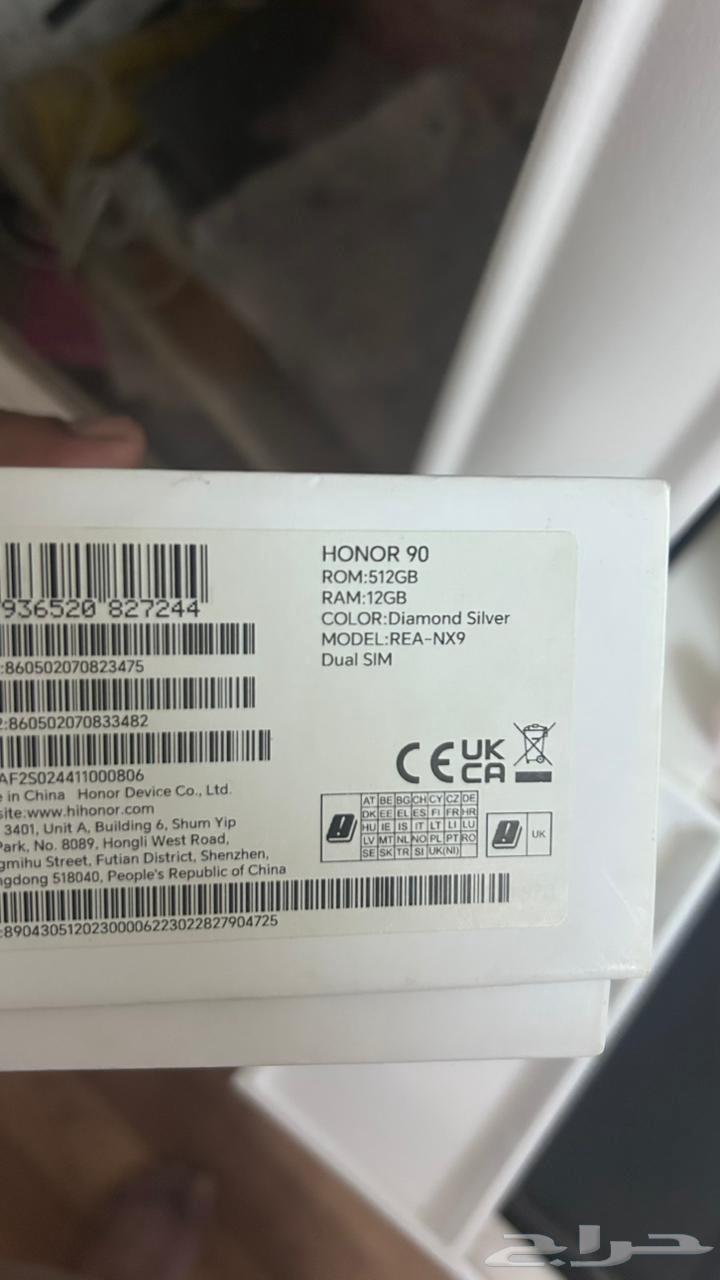 HONOR 90
ROM:512GB
RAM:12GB
COLOR:Diamond Silver
MODEL:REA-NX9
Dual SIM
936520 827244
:860502070823475
2:860502070833482
AF2S024411000806
e in China Honor Device Co., Ltd.
site:www.hihonor.com
3401, Unit A, Building 6, Shum Yip
Park, No. 8089, Hongli West Road,
gmihu Street, Futian District, Shenzhen,
ngdong 518040, People's Republic of China
:89043051202300006223022827904725
CE UK CA
AT BE BG CH CY CZ DE
DK EE EL ES FI FR HR
HU IE IS IT LT LI LU
LV MT NL NO PL PT RO
SE SK TR SI UK(NI)
UK
حراج